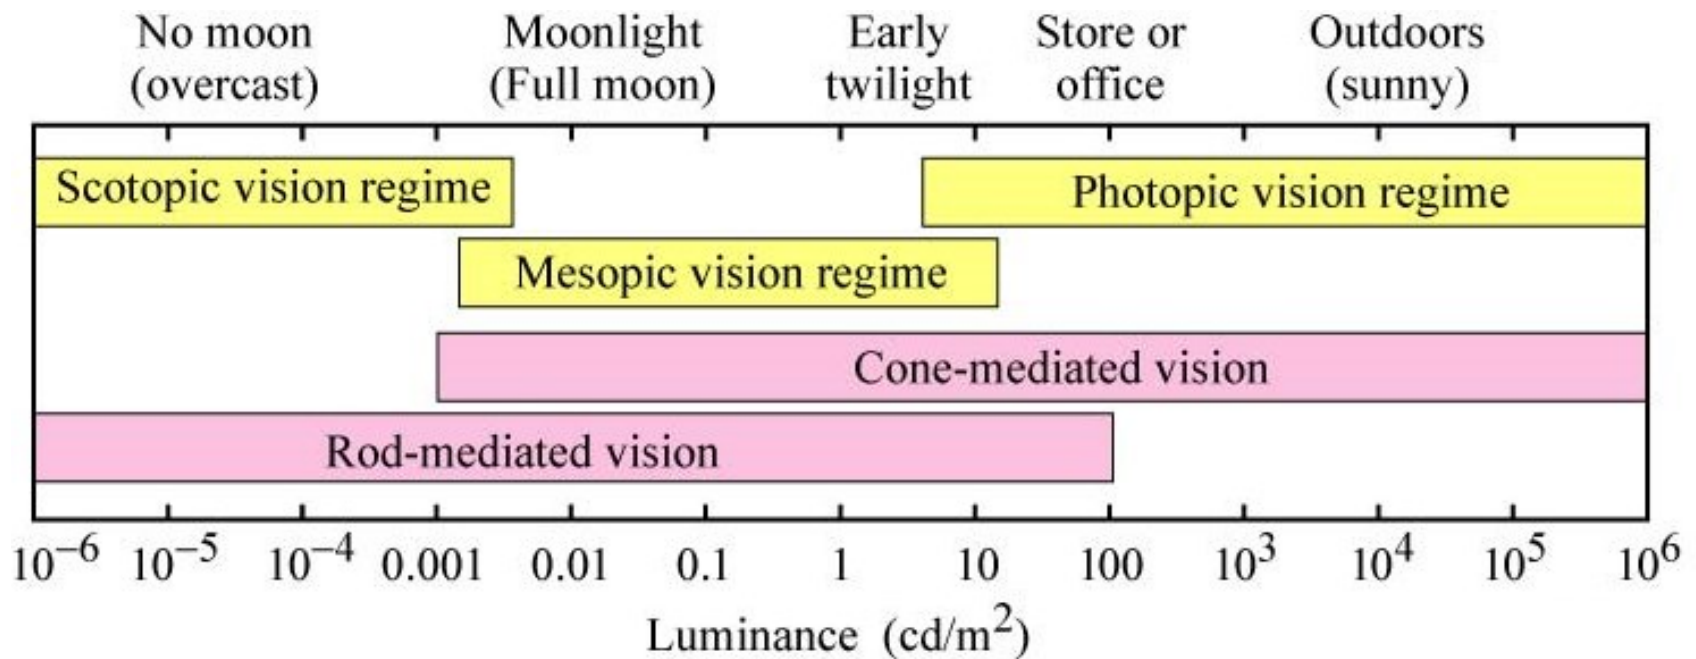 No moon Moonlight Early Store or Outdoors
(overcast) (Full moon) twilight office (sunny)
Scotopic vision regime Photopic vision regime
Mesopic vision regime
Cone-mediated vision
Rod-mediated vision
10⁻⁶ 10⁻⁵ 10⁻⁴ 0.001 0.01 0.1 1 10 100 10³ 10⁴ 10⁵ 10⁶
Luminance (cd/m²)